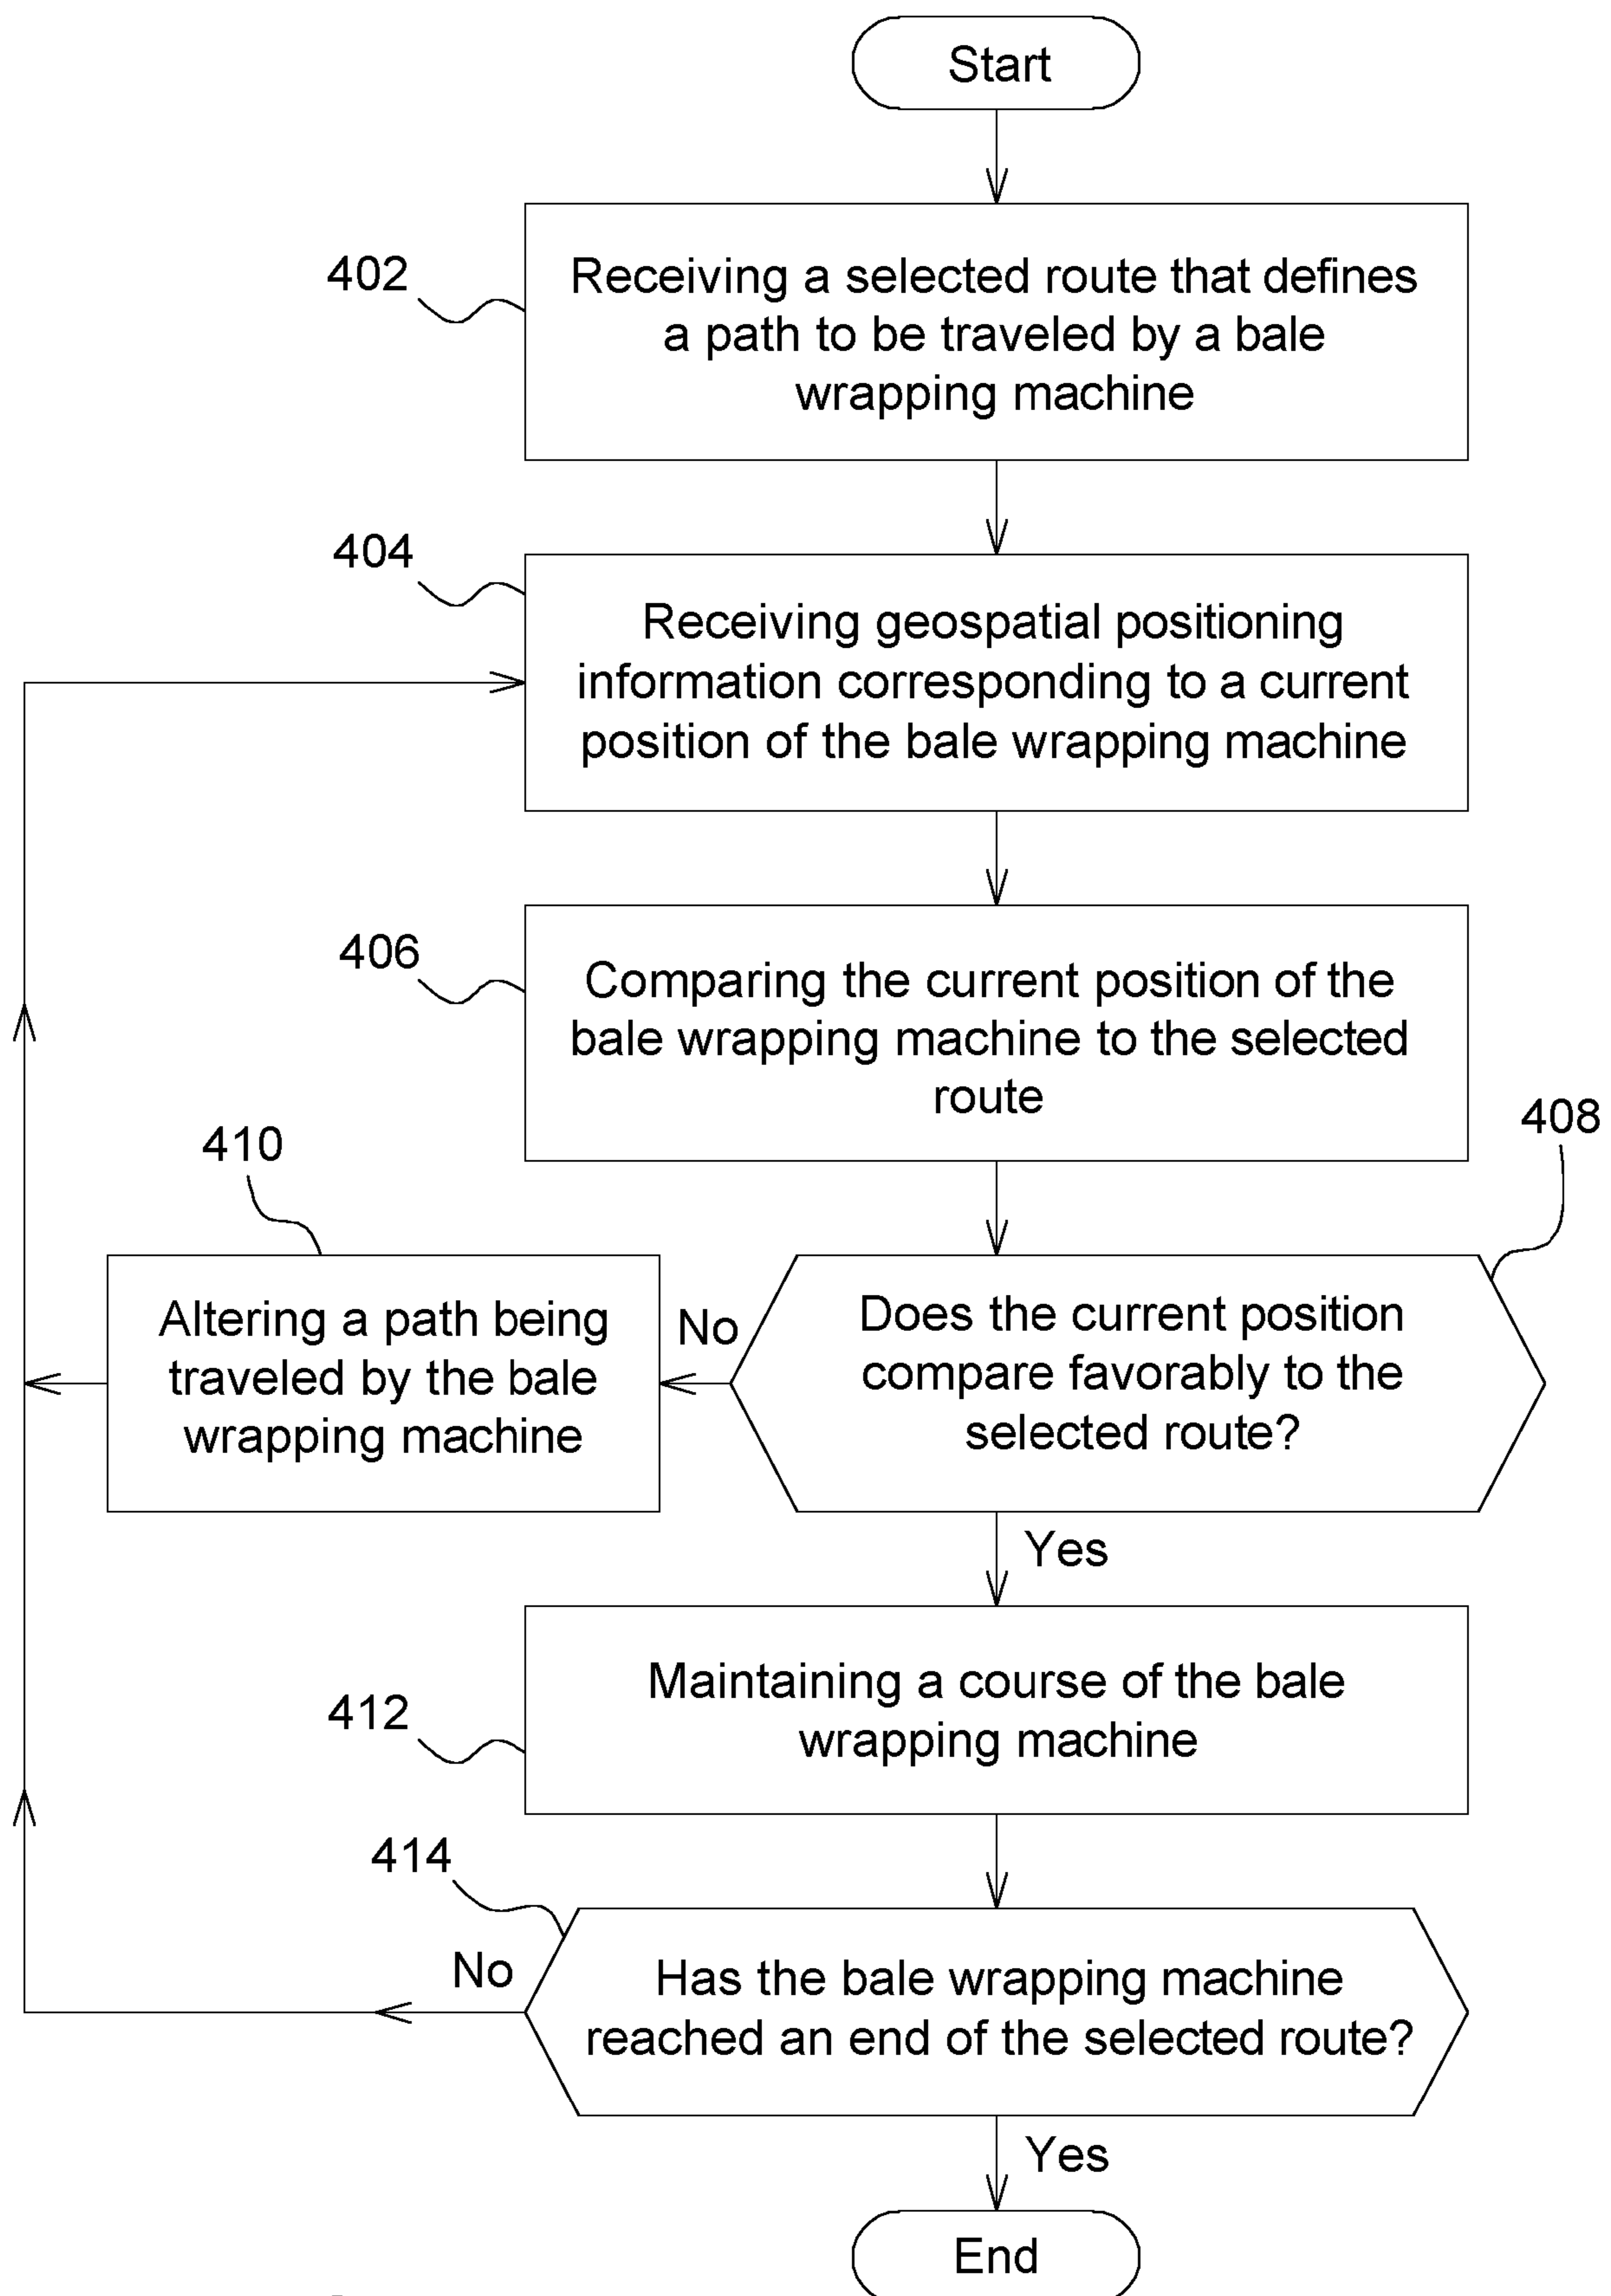 Start
402
Receiving a selected route that defines
a path to be traveled by a bale
wrapping machine
404
Receiving geospatial positioning
information corresponding to a current
position of the bale wrapping machine
406
Comparing the current position of the
bale wrapping machine to the selected
route
408
410
Altering a path being
traveled by the bale
wrapping machine
No
Does the current position
compare favorably to the
selected route?
Yes
412
Maintaining a course of the bale
wrapping machine
414
No
Has the bale wrapping machine
reached an end of the selected route?
Yes
End